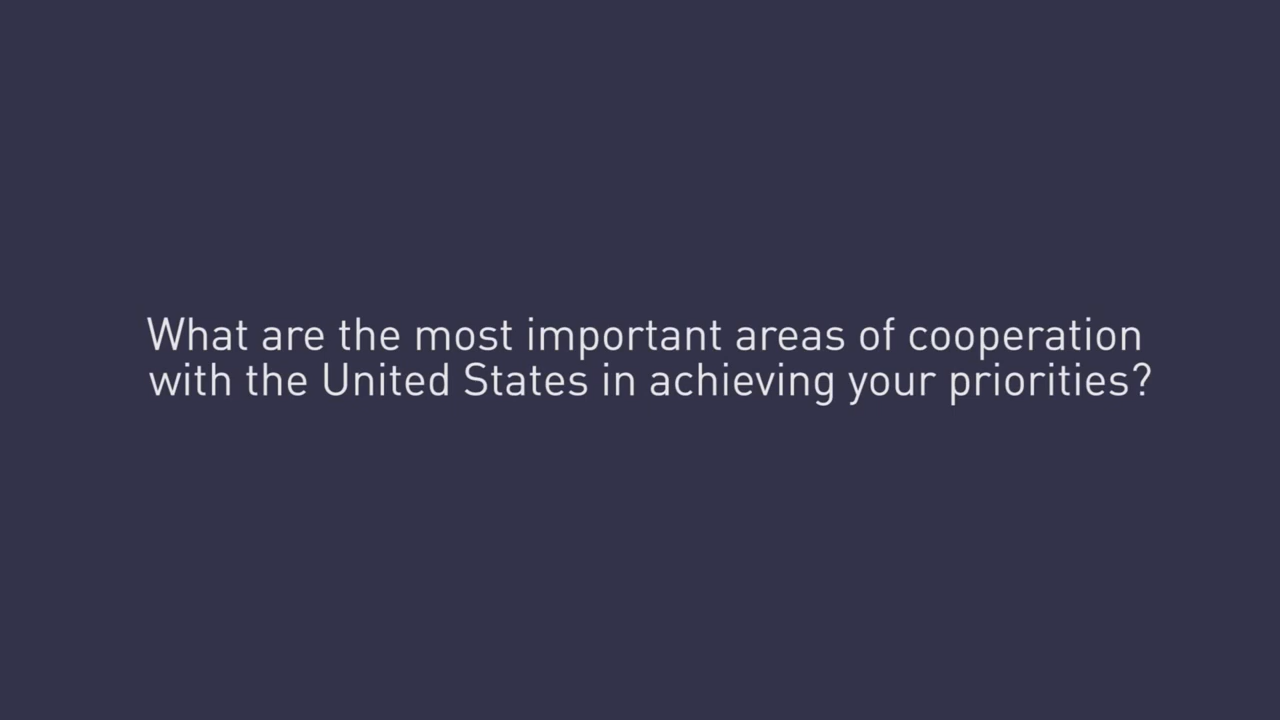 What are the most important areas of cooperation
with the United States in achieving your priorities?